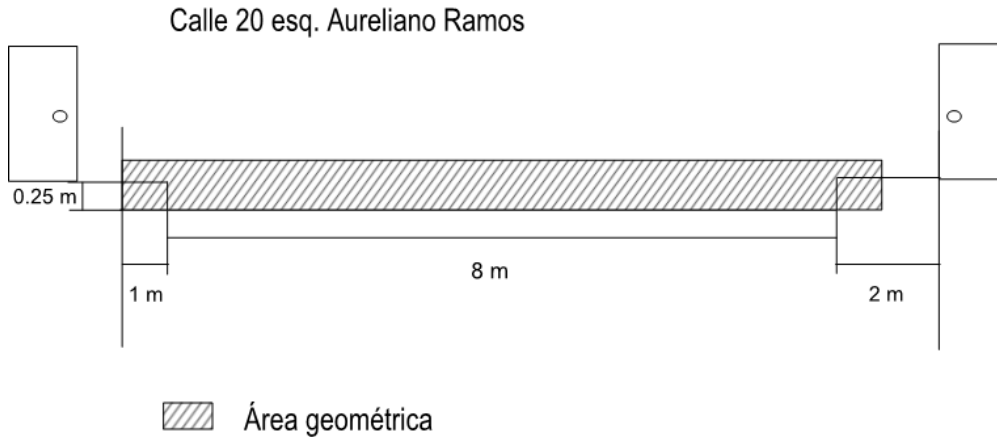 Calle 20 esq. Aureliano Ramos
0.25 m
8 m
1 m
2 m
Área geométrica